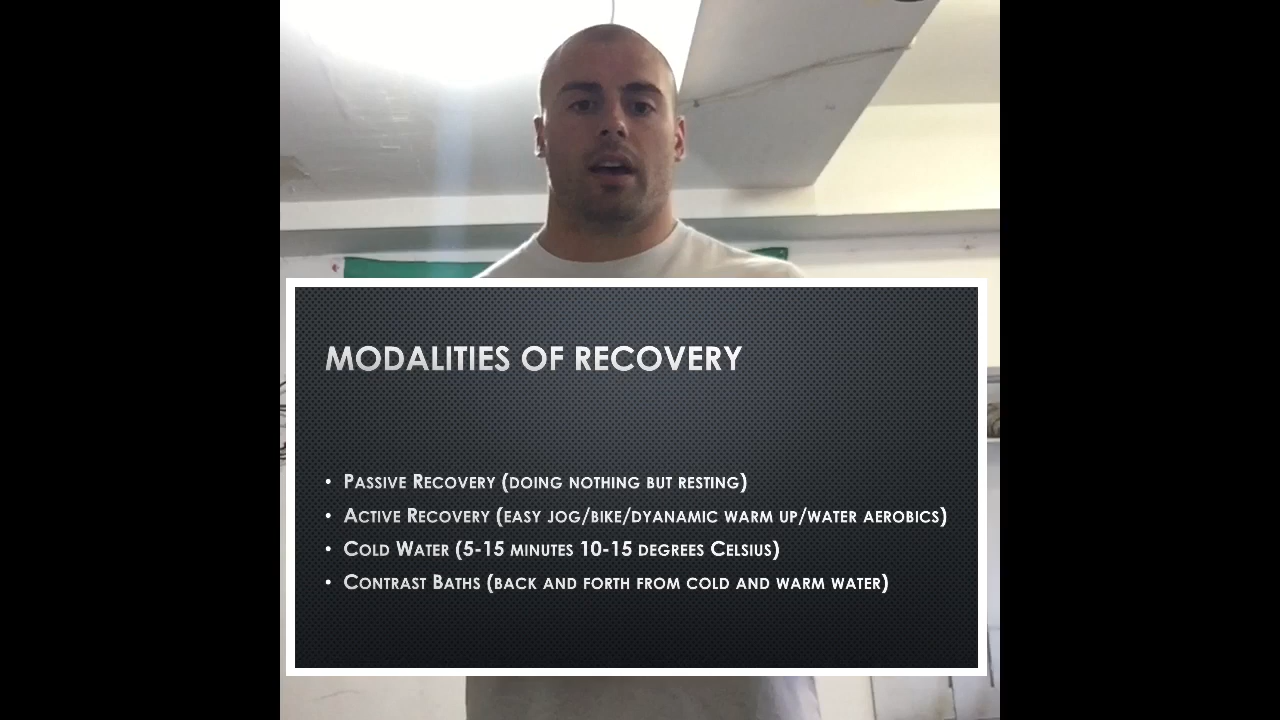 MODALITIES OF RECOVERY
• PASSIVE RECOVERY (DOING NOTHING BUT RESTING)
• ACTIVE RECOVERY (EASY JOG/BIKE/DYANAMIC WARM UP/WATER AEROBICS)
• COLD WATER (5-15 MINUTES 10-15 DEGREES CELSIUS)
• CONTRAST BATHS (BACK AND FORTH FROM COLD AND WARM WATER)